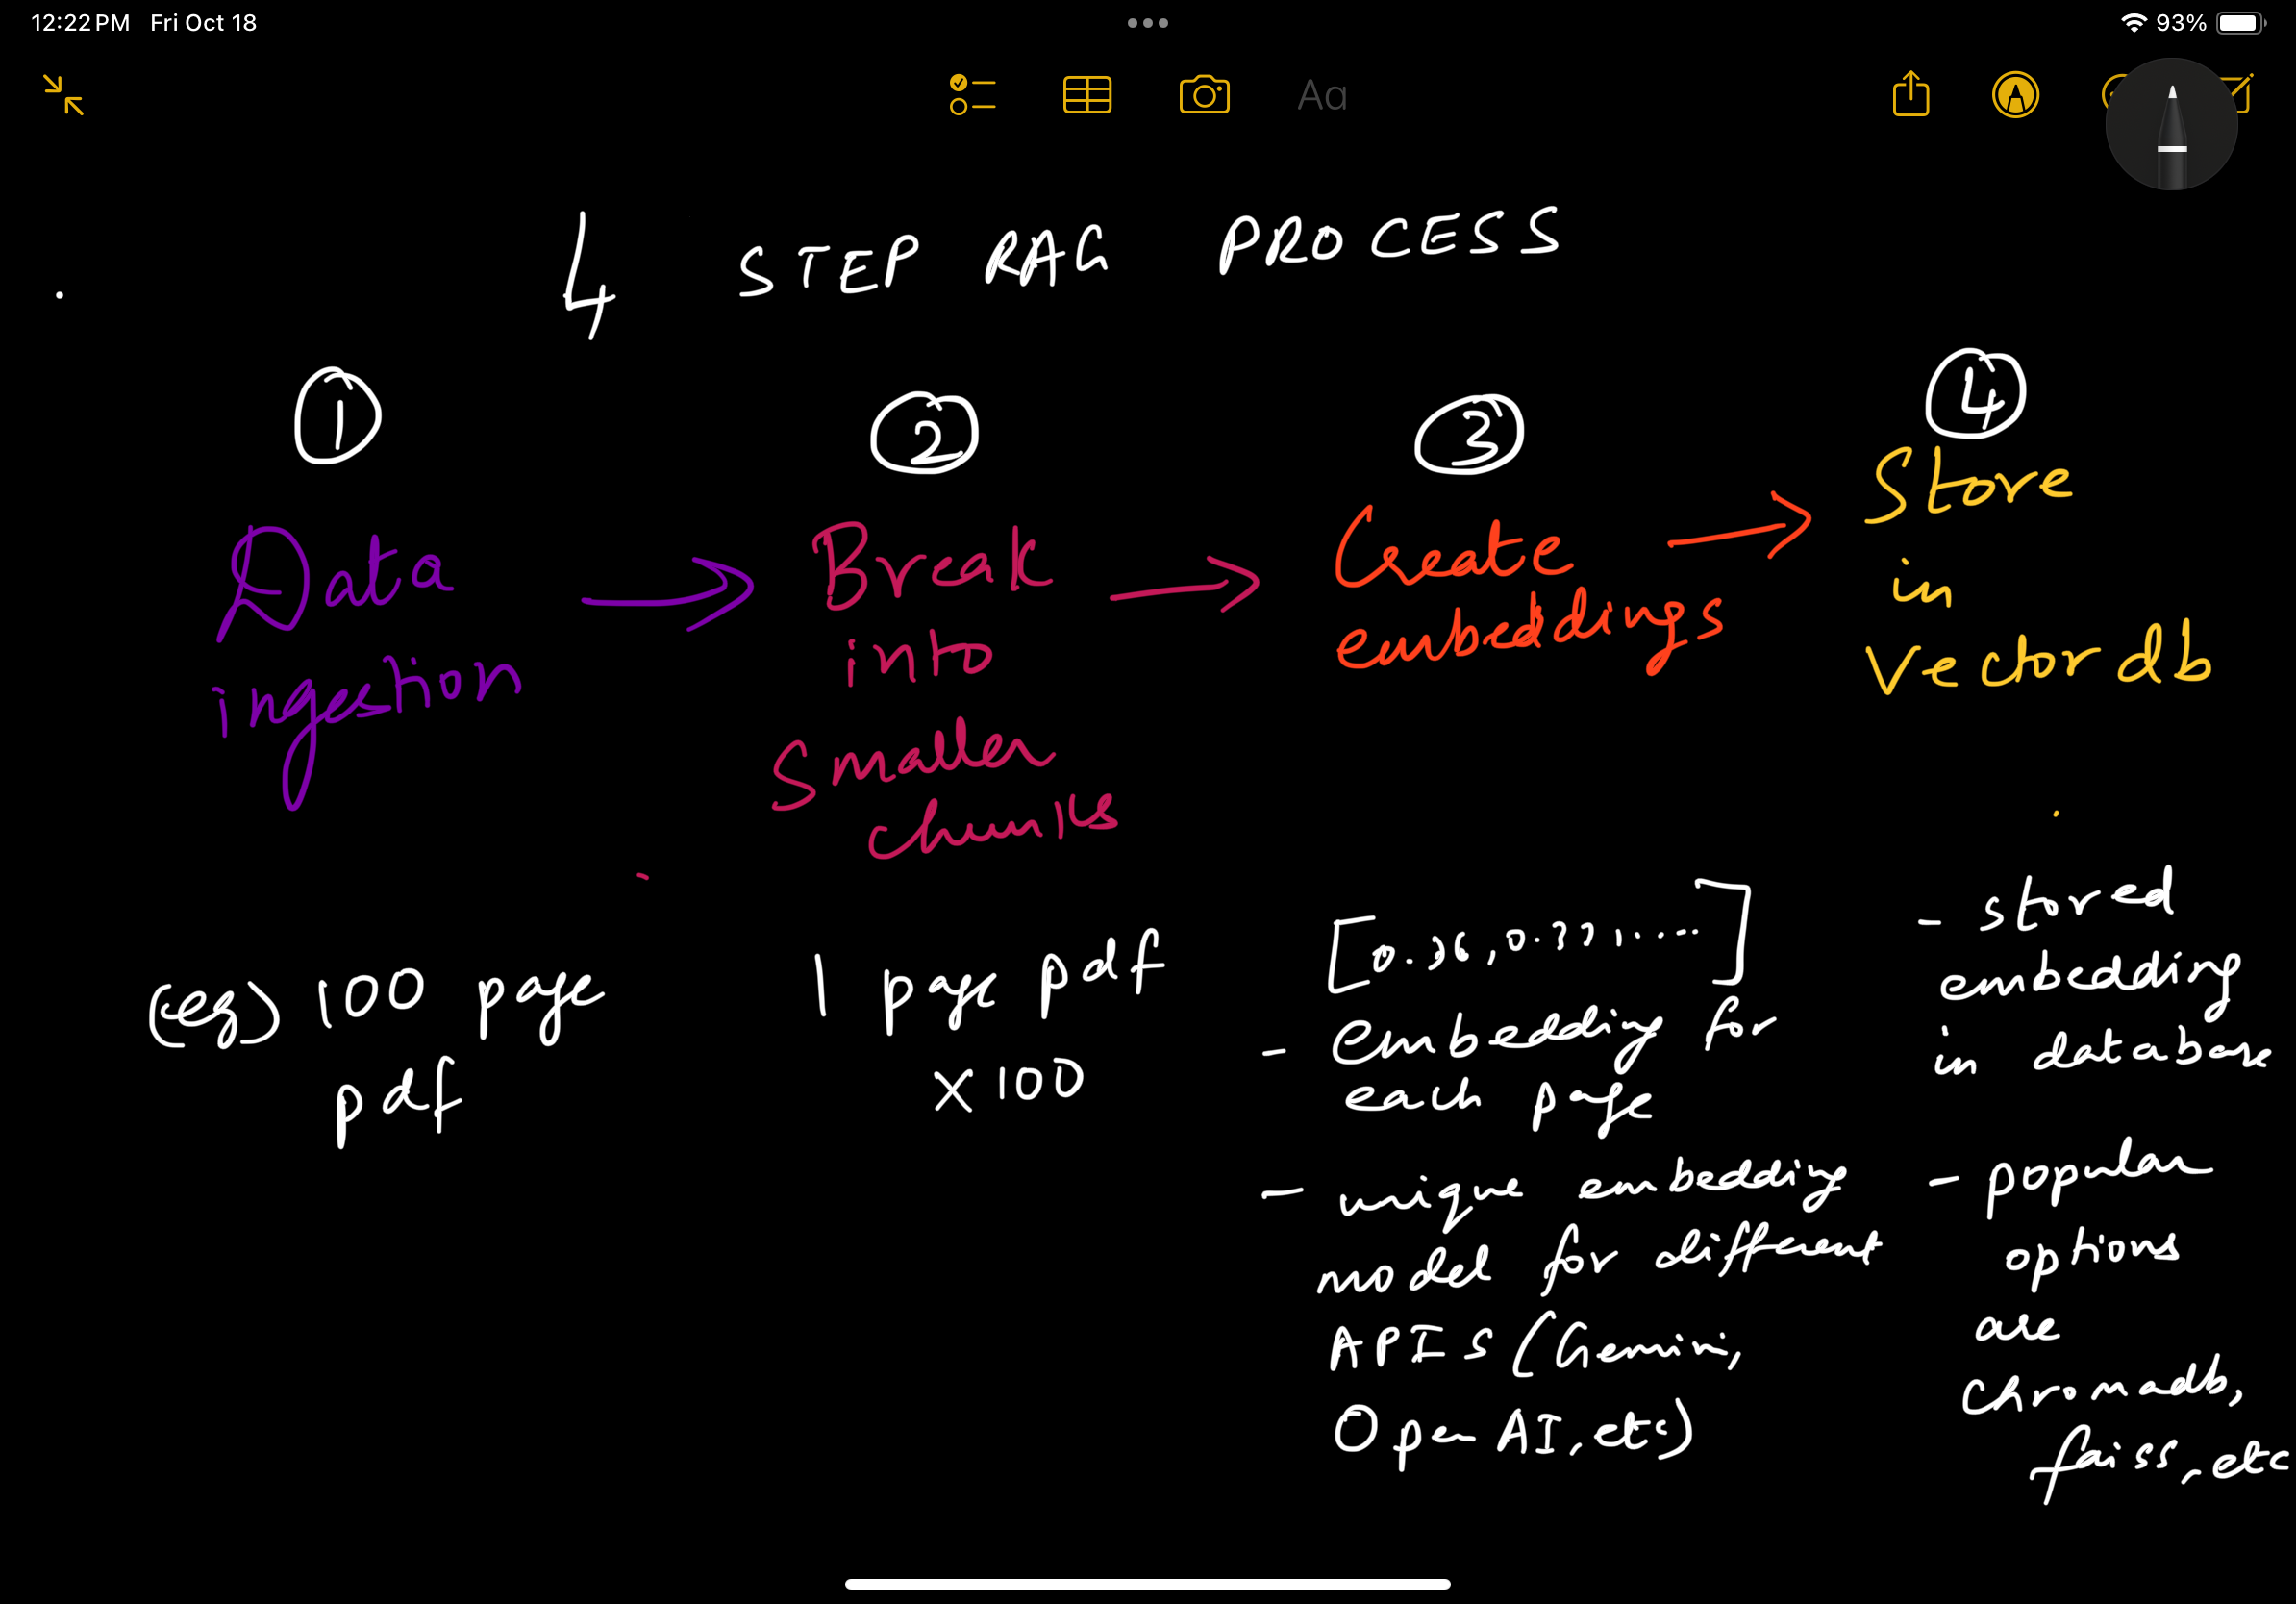 12:22 PM Fri Oct 18
93%
Aa
4 STEP RAG PROCESS
1
Data
ingestion
(eg) 100 page
pdf
2
Break
into
Smaller
chunks
1 page pdf
x 100
3
Create
embeddings
[0.36, 0.33, ....]
- embedding for
each page
- unique embedding
model for different
APIS (Gemini,
Open AI, etc)
4
Store
in
Vector db
- stored
embedding
in database
- popular
options
are
chromadb,
faiss, etc